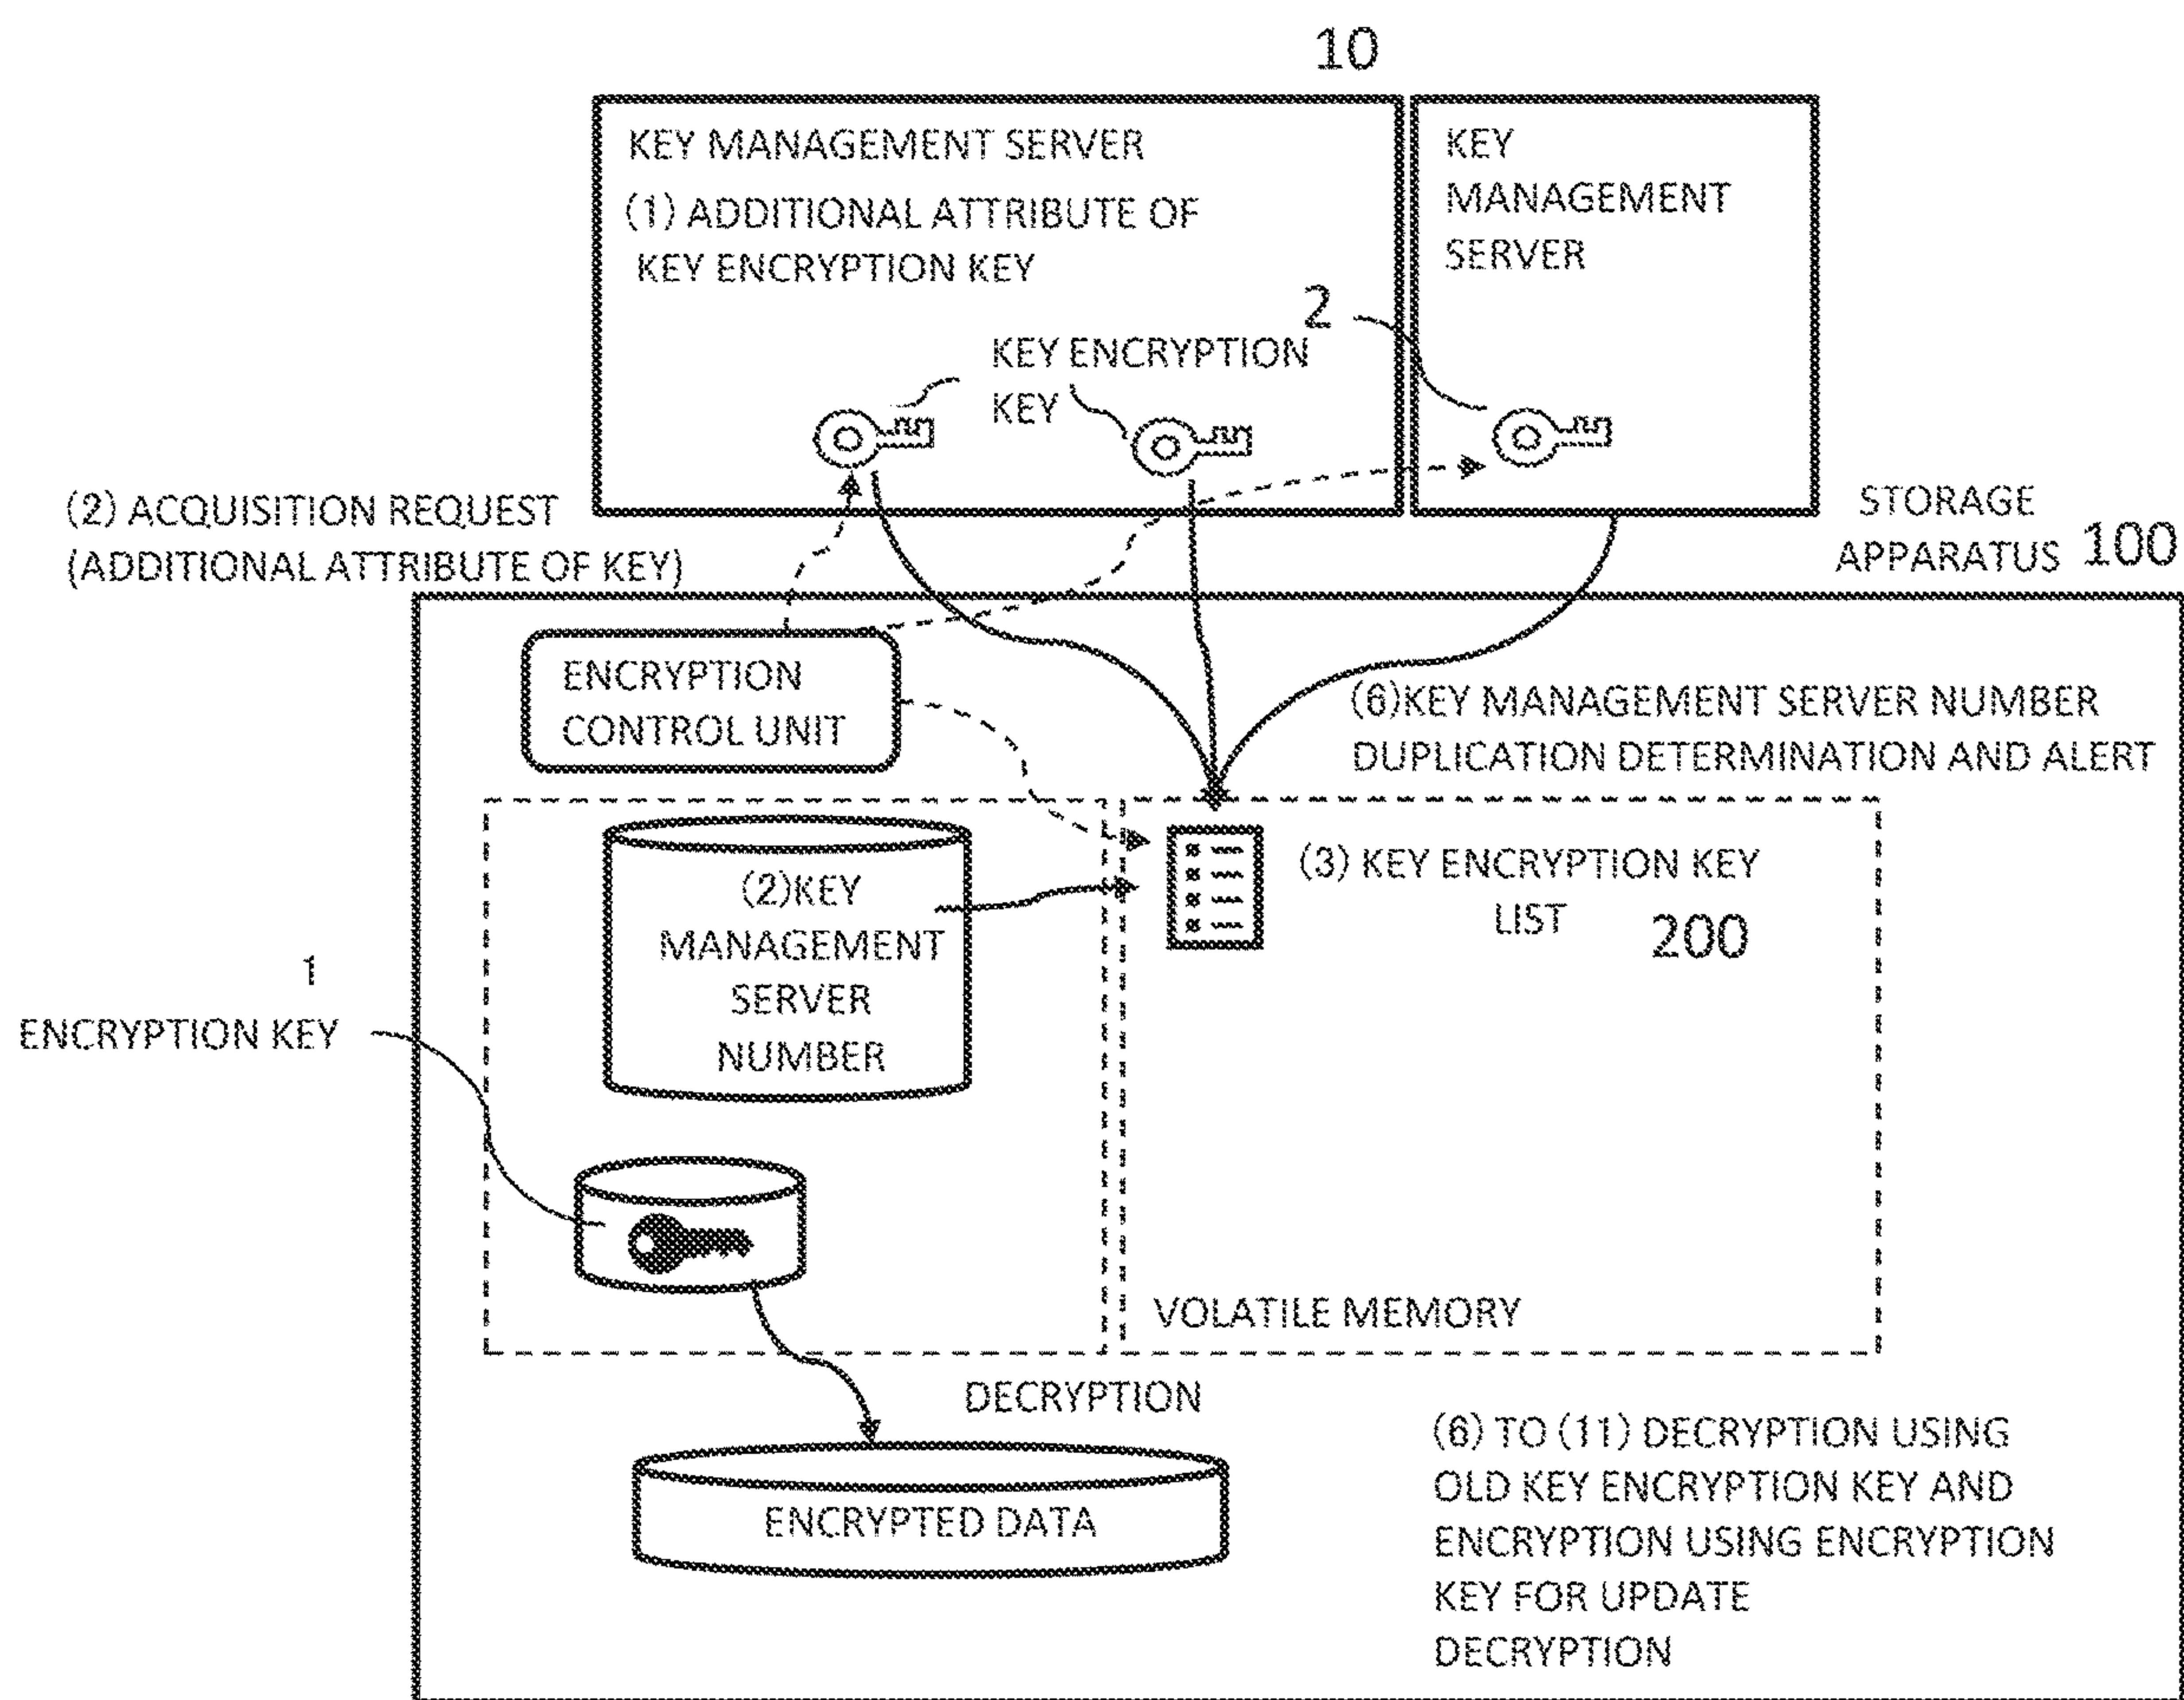 10
KEY MANAGEMENT SERVER
(1) ADDITIONAL ATTRIBUTE OF
KEY ENCRYPTION KEY
KEY
MANAGEMENT
SERVER
2
KEY ENCRYPTION
KEY
(2) ACQUISITION REQUEST
(ADDITIONAL ATTRIBUTE OF KEY)
STORAGE
APPARATUS 100
ENCRYPTION
CONTROL UNIT
(6)KEY MANAGEMENT SERVER NUMBER
DUPLICATION DETERMINATION AND ALERT
(2)KEY
MANAGEMENT
SERVER
NUMBER
(3) KEY ENCRYPTION KEY
LIST 200
1
ENCRYPTION KEY
VOLATILE MEMORY
DECRYPTION
ENCRYPTED DATA
(6) TO (11) DECRYPTION USING
OLD KEY ENCRYPTION KEY AND
ENCRYPTION USING ENCRYPTION
KEY FOR UPDATE
DECRYPTION